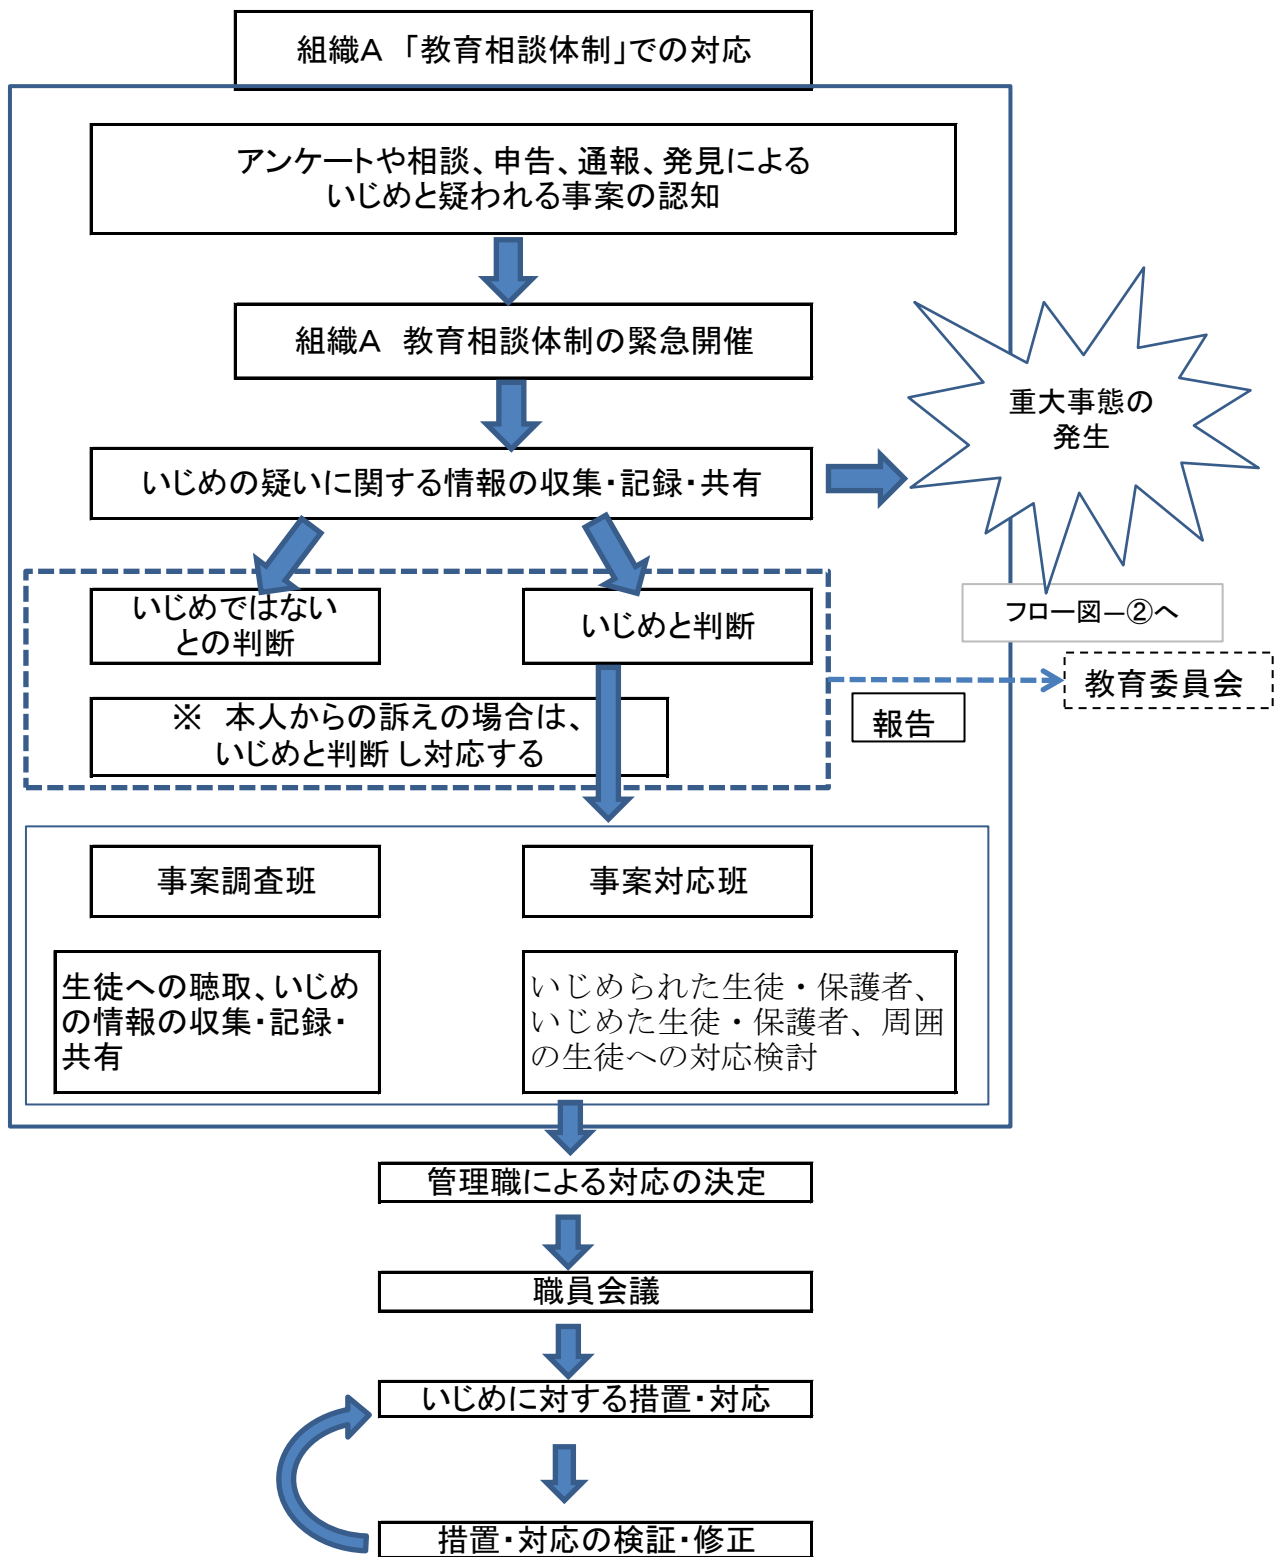 組織A 「教育相談体制」での対応
アンケートや相談、申告、通報、発見による
いじめと疑われる事案の認知
組織A 教育相談体制の緊急開催
重大事態の
発生
いじめの疑いに関する情報の収集・記録・共有
いじめではない
との判断
いじめと判断
フロー図―②へ
教育委員会
※ 本人からの訴えの場合は、
いじめと判断し対応する
報告
事案調査班
事案対応班
生徒への聴取、いじめ
の情報の収集・記録・
共有
いじめられた生徒・保護者、
いじめた生徒・保護者、周囲
の生徒への対応検討
管理職による対応の決定
職員会議
いじめに対する措置・対応
措置・対応の検証・修正